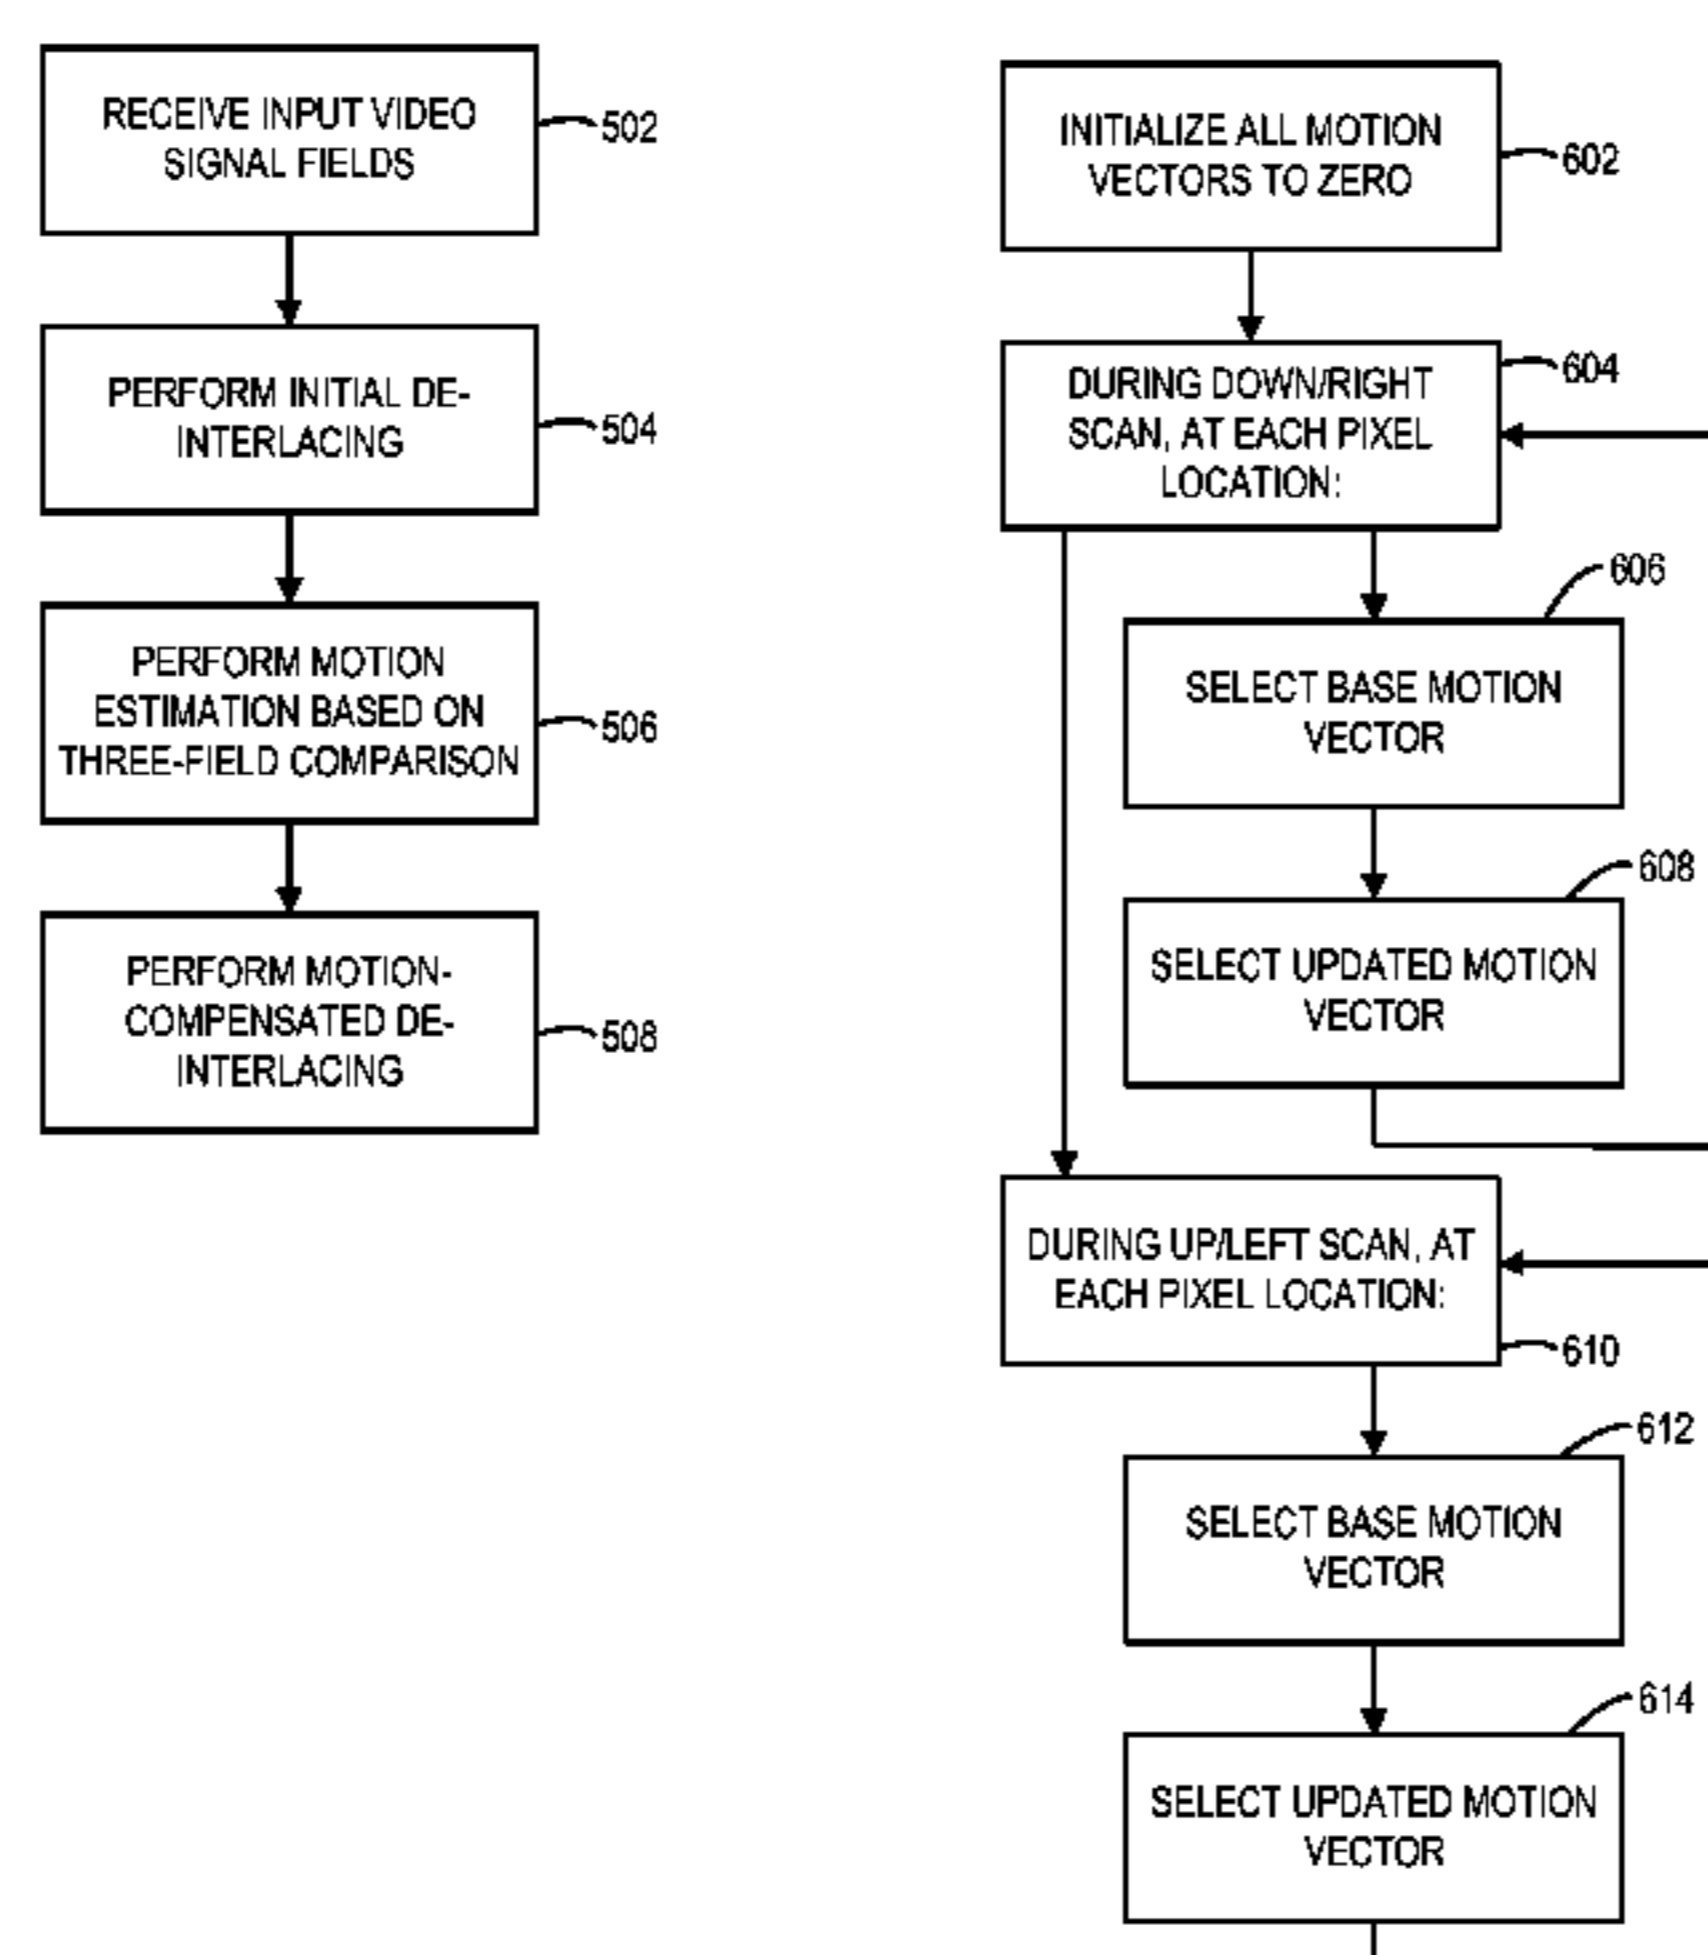 RECEIVE INPUT VIDEO
SIGNAL FIELDS
502
PERFORM INITIAL DE-
INTERLACING
504
PERFORM MOTION
ESTIMATION BASED ON
THREE-FIELD COMPARISON
506
PERFORM MOTION-
COMPENSATED DE-
INTERLACING
508
INITIALIZE ALL MOTION
VECTORS TO ZERO
602
DURING DOWN/RIGHT
SCAN, AT EACH PIXEL
LOCATION:
604
606
SELECT BASE MOTION
VECTOR
608
SELECT UPDATED MOTION
VECTOR
DURING UP/LEFT SCAN, AT
EACH PIXEL LOCATION:
610
612
SELECT BASE MOTION
VECTOR
614
SELECT UPDATED MOTION
VECTOR